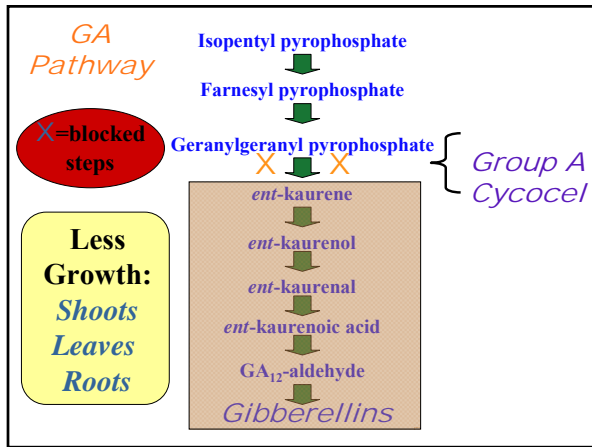 GA
Pathway
Isopentyl pyrophosphate
Farnesyl pyrophosphate
Geranylgeranyl pyrophosphate
X X
X=blocked
steps
Group A
Cycocel
ent-kaurene
ent-kaurenol
ent-kaurenal
ent-kaurenoic acid
GA12-aldehyde
Gibberellins
Less
Growth:
Shoots
Leaves
Roots